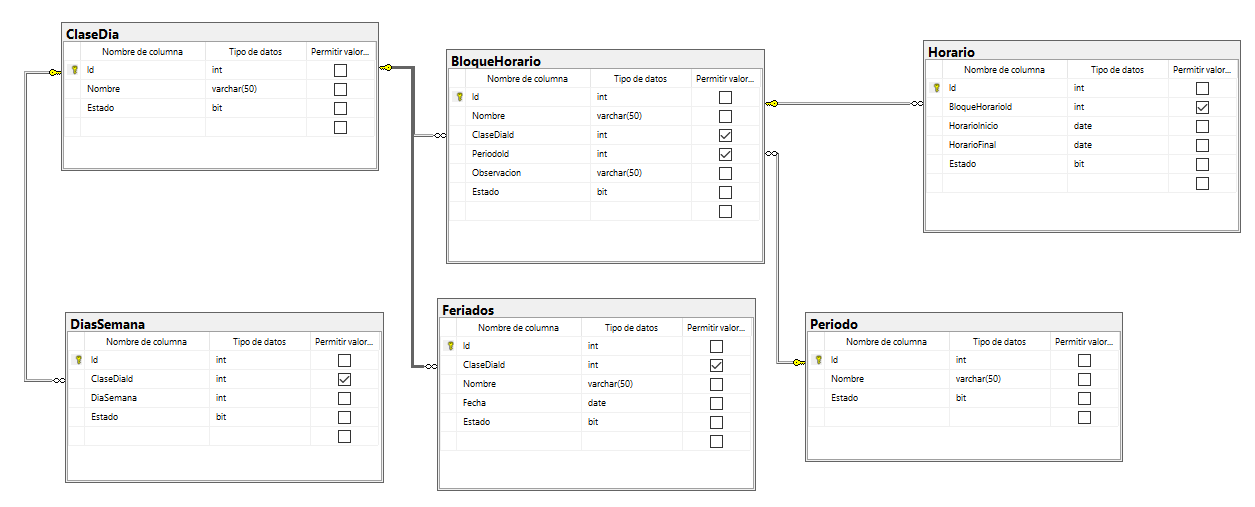 ClaseDia
Nombre de columna Tipo de datos Permitir valor...
Id int
Nombre varchar(50)
Estado bit
BloqueHorario
Nombre de columna Tipo de datos Permitir valor...
Id int
Nombre varchar(50)
ClaseDiaId int
PeriodoId int
Observacion varchar(50)
Estado bit
Horario
Nombre de columna Tipo de datos Permitir valor...
Id int
BloqueHorarioId int
HorarioInicio date
HorarioFinal date
Estado bit
DiasSemana
Nombre de columna Tipo de datos Permitir valor...
Id int
ClaseDiaId int
DiaSemana int
Estado bit
Feriados
Nombre de columna Tipo de datos Permitir valor...
Id int
ClaseDiaId int
Nombre varchar(50)
Fecha date
Estado bit
Periodo
Nombre de columna Tipo de datos Permitir valor...
Id int
Nombre varchar(50)
Estado bit